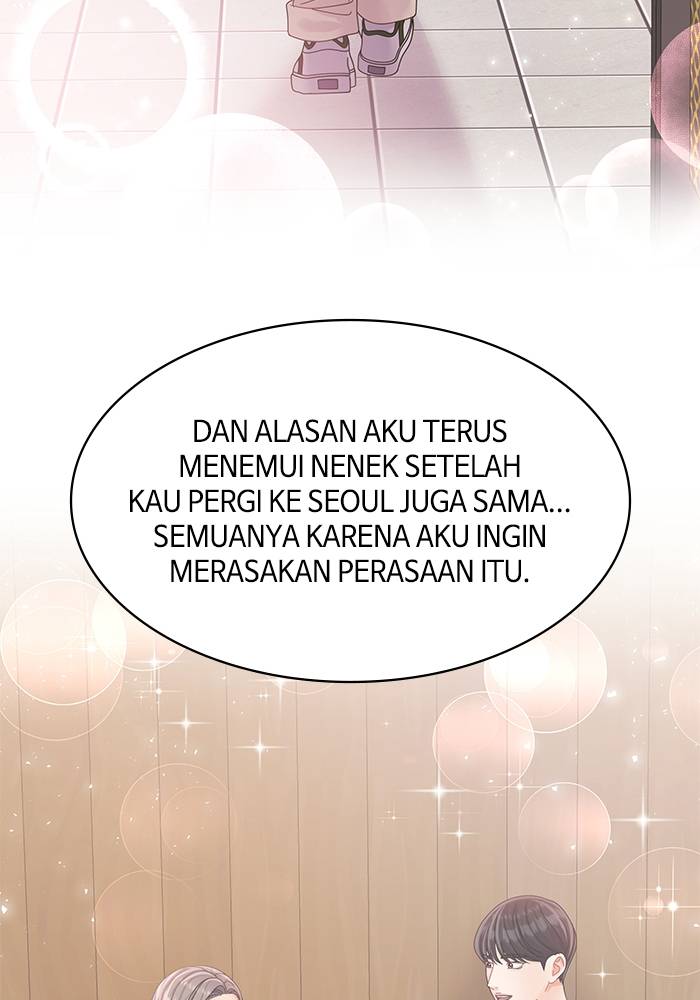 DAN ALASAN AKU TERUS
MENEMUI NENEK SETELAH
KAU PERGI KE SEOUL JUGA SAMA...
SEMUANYA KARENA AKU INGIN
MERASAKAN PERASAAN ITU.